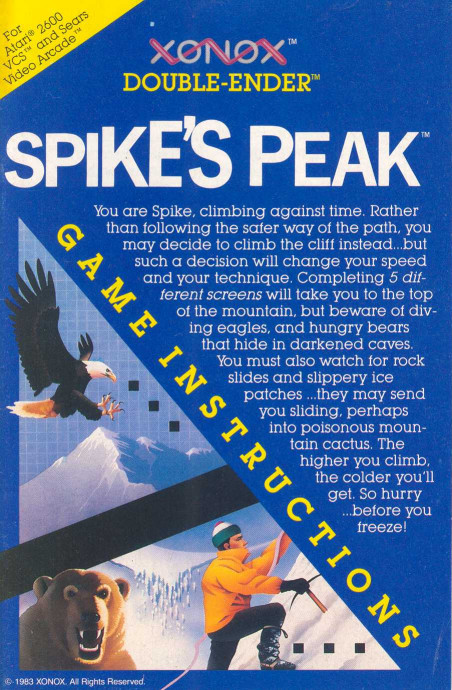 For
Atari® 2600
VCS™ and Sears
Video Arcade™
XONOX™
DOUBLE-ENDER™
SPIKE'S PEAK™
You are Spike, climbing against time. Rather
than following the safer way of the path, you
may decide to climb the cliff instead...but
such a decision will change your speed
and your technique. Completing 5 dif-
ferent screens will take you to the top
of the mountain, but beware of div-
ing eagles, and hungry bears
that hide in darkened caves.
You must also watch for rock
slides and slippery ice
patches ...they may send
you sliding, perhaps
into poisonous moun-
tain cactus. The
higher you climb,
the colder you'll
get. So hurry
...before you
freeze!
GAME INSTRUCTIONS
© 1983 XONOX. All Rights Reserved.